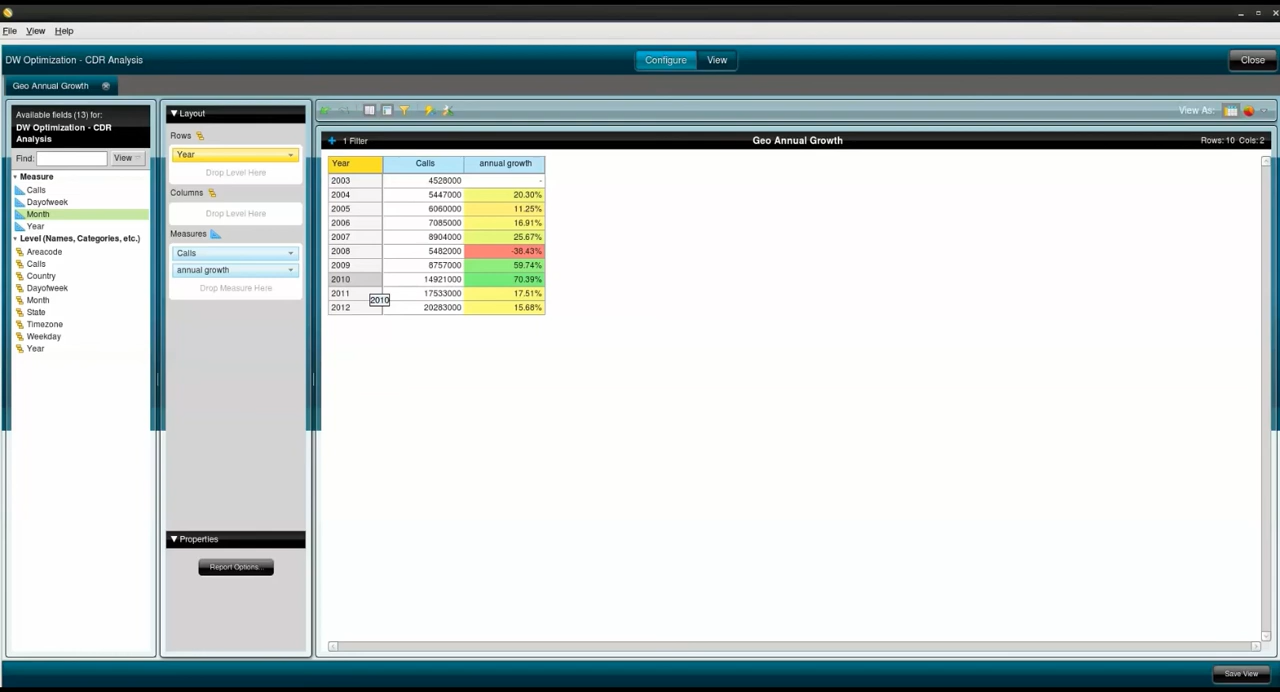 File View Help
DW Optimization - CDR Analysis
Configure View
Close
Geo Annual Growth
Available fields (13) for:
DW Optimization - CDR
Analysis
Find: View
Measure
Calls
Dayofweek
Month
Year
Level (Names, Categories, etc.)
Areacode
Calls
Country
Dayofweek
Month
State
Timezone
Weekday
Year
Layout
Rows
Year
Drop Level Here
Columns
Drop Level Here
Measures
Calls
annual growth
Drop Measure Here
Properties
Report Options...
View As:
1 Filter Geo Annual Growth Rows: 10 Cols: 2
Year Calls annual growth
2003 4528000 -
2004 5447000 20.30%
2005 6060000 11.25%
2006 7085000 16.91%
2007 8904000 25.67%
2008 5482000 -38.43%
2009 8757000 59.74%
2010 14921000 70.39%
2011 17533000 17.51%
2010
2012 20283000 15.68%
Save View